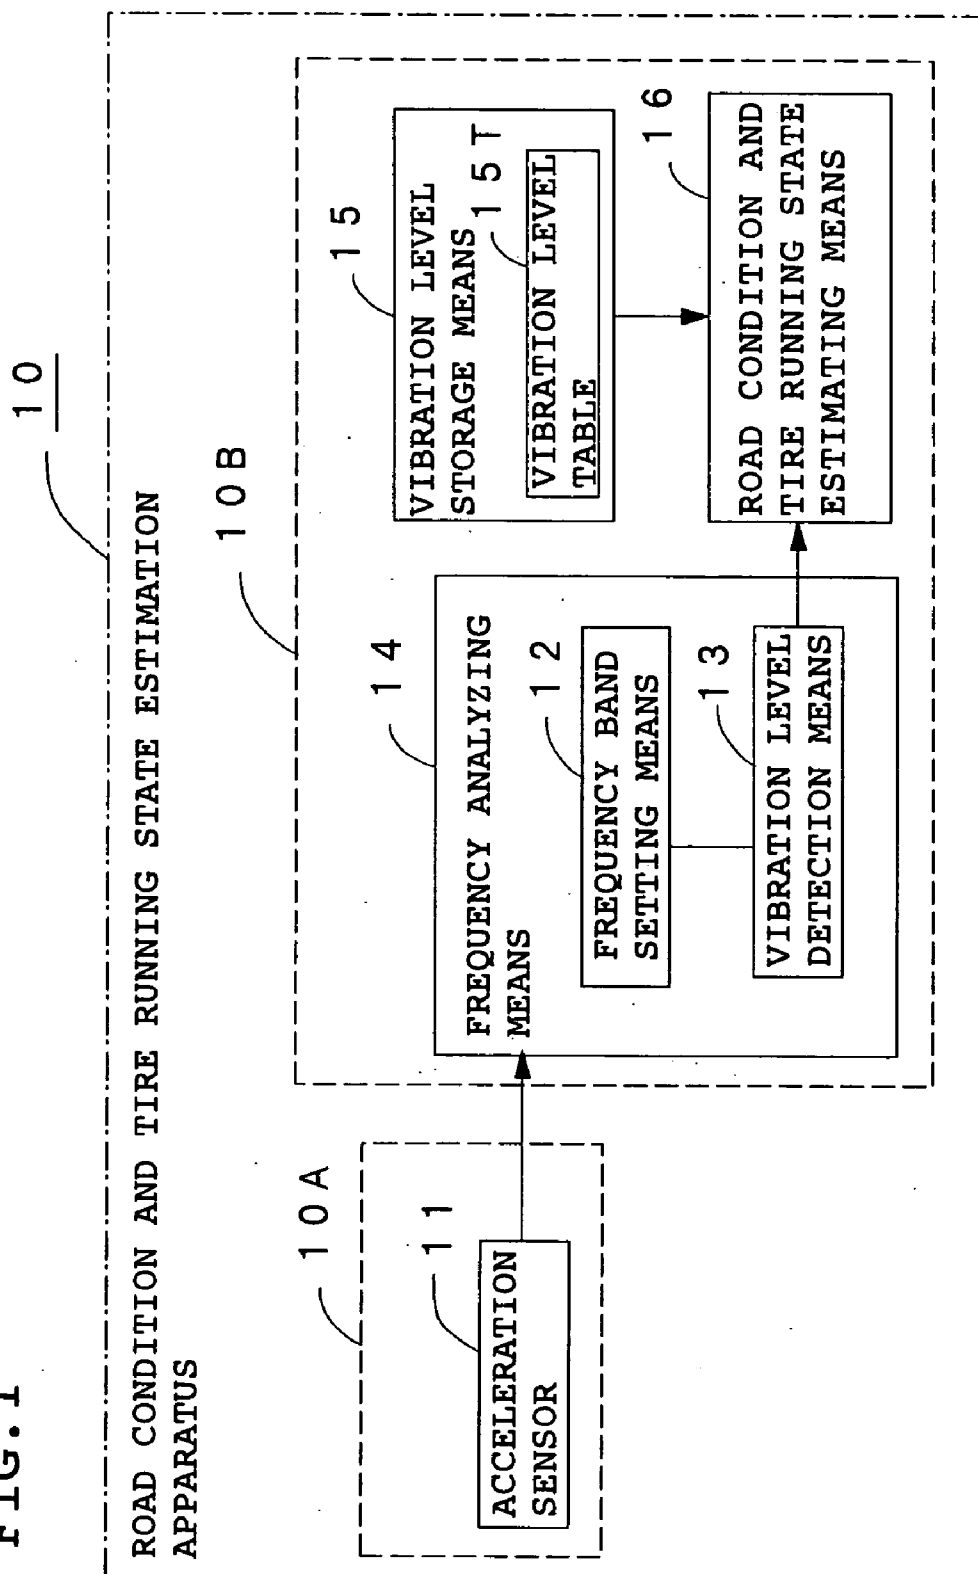 FIG.1
10
ROAD CONDITION AND TIRE RUNNING STATE ESTIMATION
APPARATUS
10A
11
ACCELERATION
SENSOR
10B
14
FREQUENCY ANALYZING
MEANS
12
FREQUENCY BAND
SETTING MEANS
13
VIBRATION LEVEL
DETECTION MEANS
15
VIBRATION LEVEL
STORAGE MEANS
15T
VIBRATION LEVEL
TABLE
16
ROAD CONDITION AND
TIRE RUNNING STATE
ESTIMATING MEANS